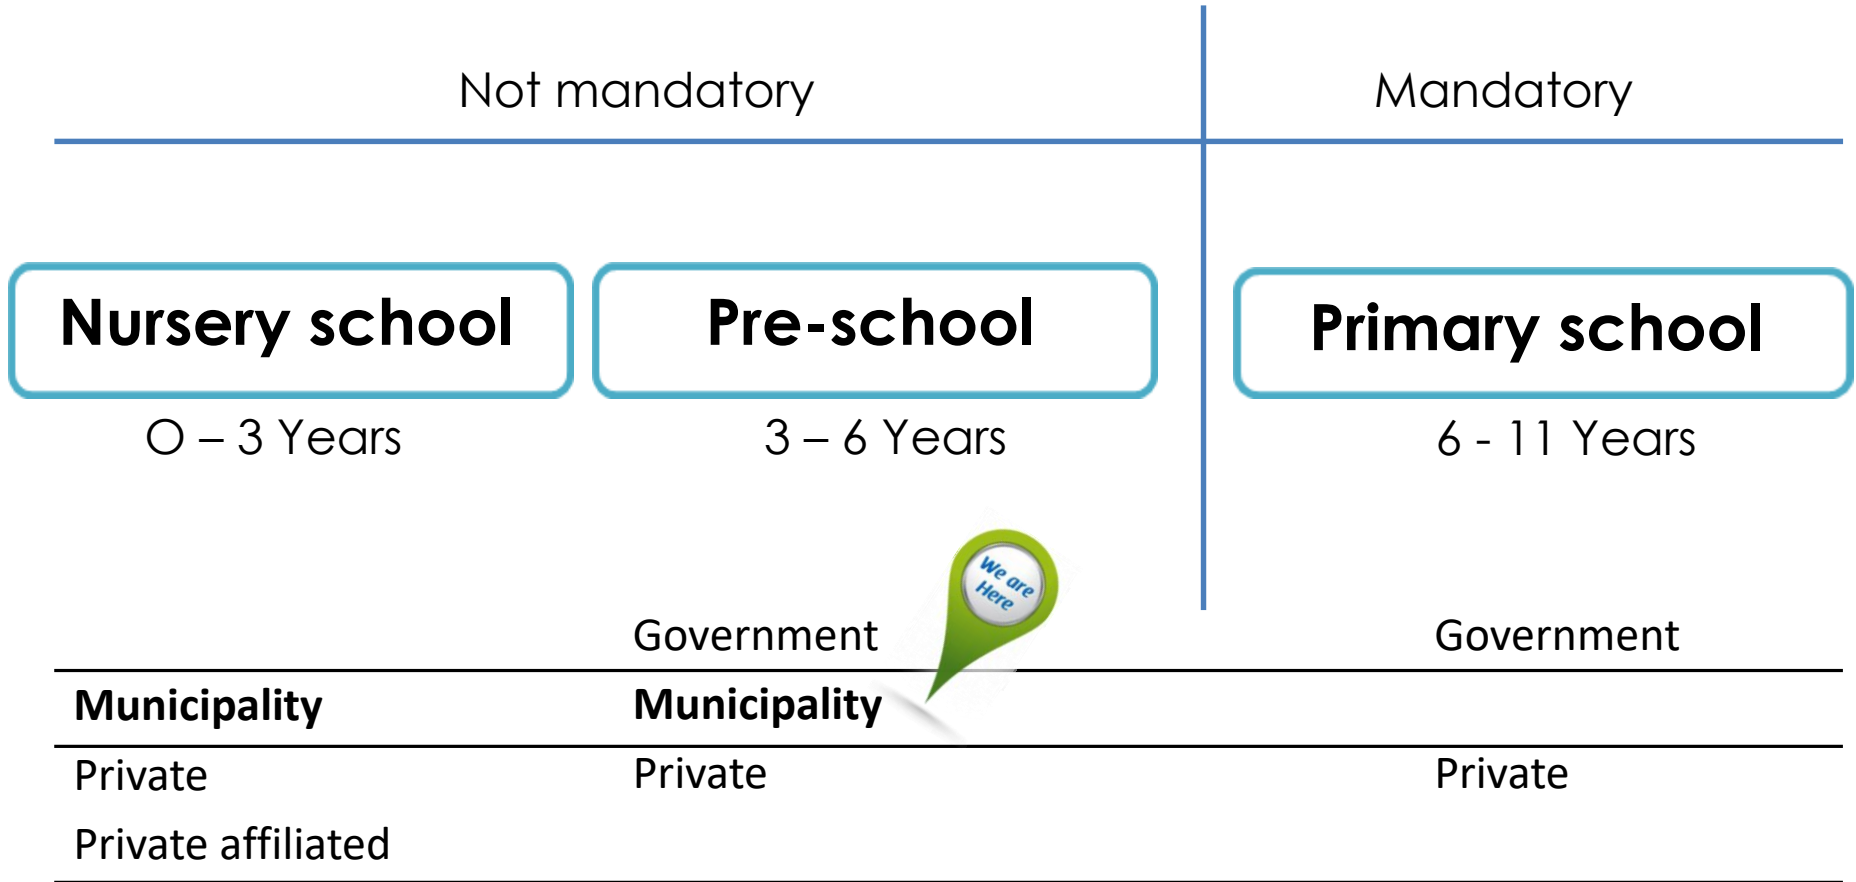 Not mandatory
Mandatory
Nursery school
Pre-school
Primary school
O – 3 Years
3 – 6 Years
6 - 11 Years
We are
Here
Government
Government
Municipality
Municipality
Private
Private
Private
Private affiliated